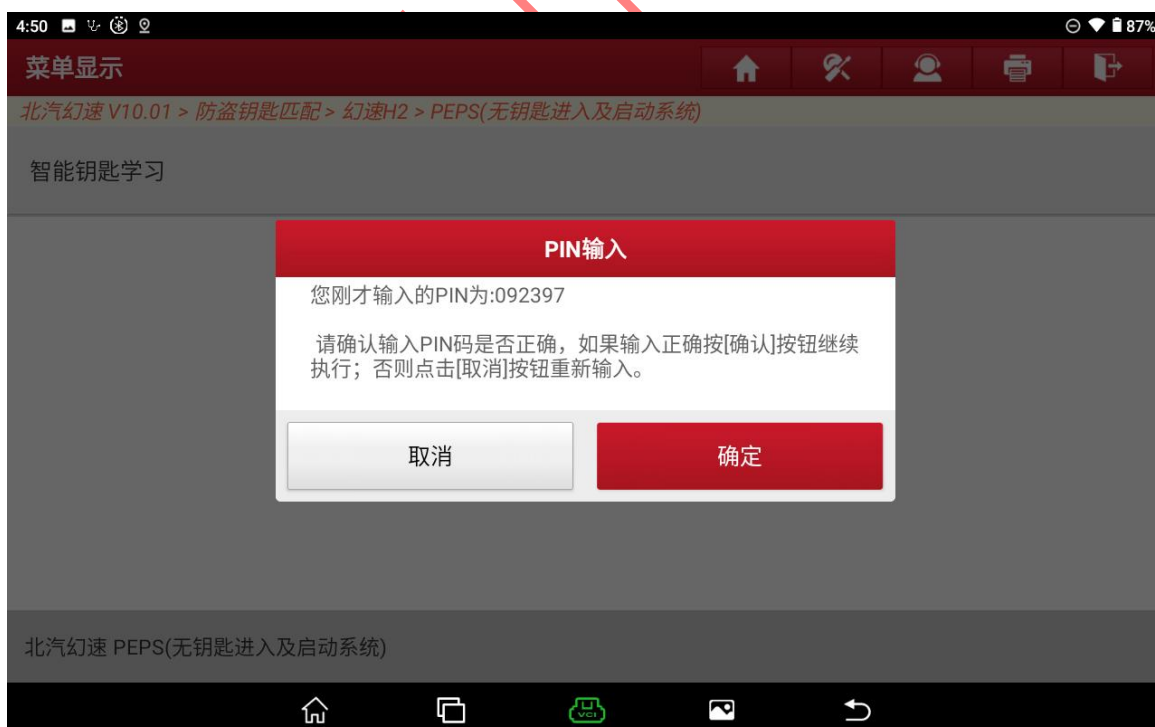 4:50
87%
菜单显示
北汽幻速 V10.01 > 防盗钥匙匹配 > 幻速H2 > PEPS(无钥匙进入及启动系统)
智能钥匙学习
PIN输入
您刚才输入的PIN为:092397
请确认输入PIN码是否正确，如果输入正确按[确认]按钮继续
执行；否则点击[取消]按钮重新输入。
取消
确定
北汽幻速 PEPS(无钥匙进入及启动系统)
VCI